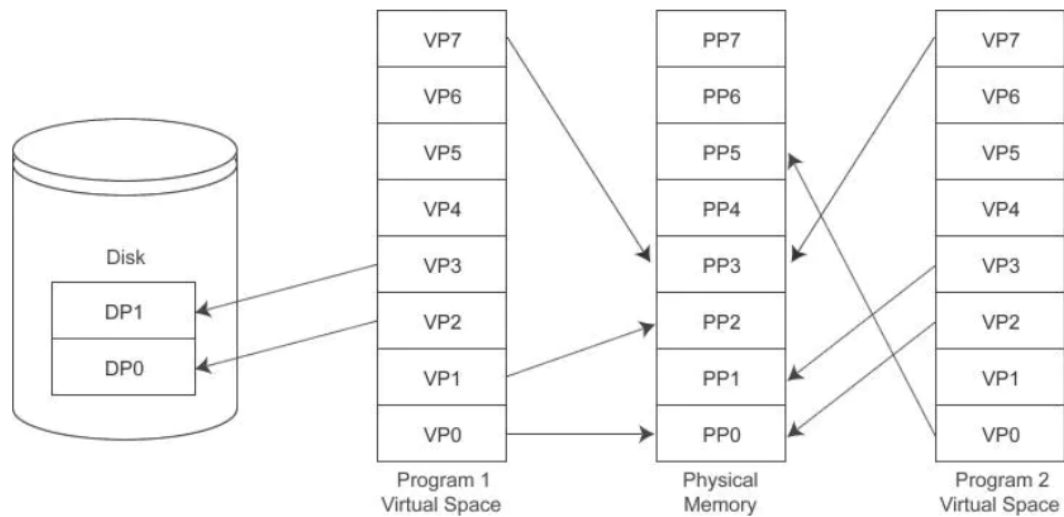 VP7
PP7
VP7
VP6
PP6
VP6
VP5
PP5
VP5
VP4
PP4
VP4
Disk
VP3
PP3
VP3
DP1
VP2
PP2
VP2
DP0
VP1
PP1
VP1
VP0
PP0
VP0
Program 1
Virtual Space
Physical
Memory
Program 2
Virtual Space